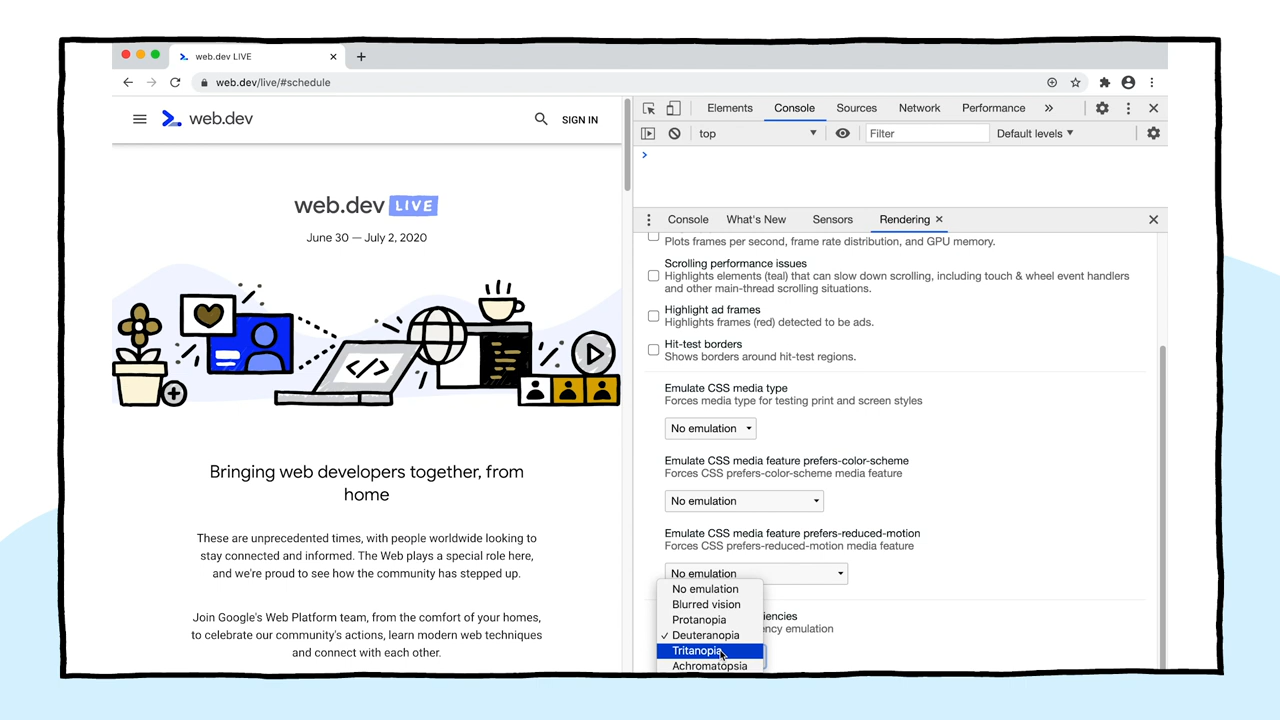 web.dev LIVE
web.dev/live/#schedule
web.dev
SIGN IN
web.dev LIVE
June 30 — July 2, 2020
</>
Bringing web developers together, from
home
These are unprecedented times, with people worldwide looking to
stay connected and informed. The Web plays a special role here,
and we're proud to see how the community has stepped up.
Join Google's Web Platform team, from the comfort of your homes,
to celebrate our community's actions, learn modern web techniques
and connect with each other.
Elements Console Sources Network Performance »
top Filter Default levels
Console What's New Sensors Rendering
Plots frames per second, frame rate distribution, and GPU memory.
Scrolling performance issues
Highlights elements (teal) that can slow down scrolling, including touch & wheel event handlers
and other main-thread scrolling situations.
Highlight ad frames
Highlights frames (red) detected to be ads.
Hit-test borders
Shows borders around hit-test regions.
Emulate CSS media type
Forces media type for testing print and screen styles
No emulation
Emulate CSS media feature prefers-color-scheme
Forces CSS prefers-color-scheme media feature
No emulation
Emulate CSS media feature prefers-reduced-motion
Forces CSS prefers-reduced-motion media feature
No emulation
No emulation
Blurred vision
Protanopia
✓ Deuteranopia
Tritanopia
Achromatopsia